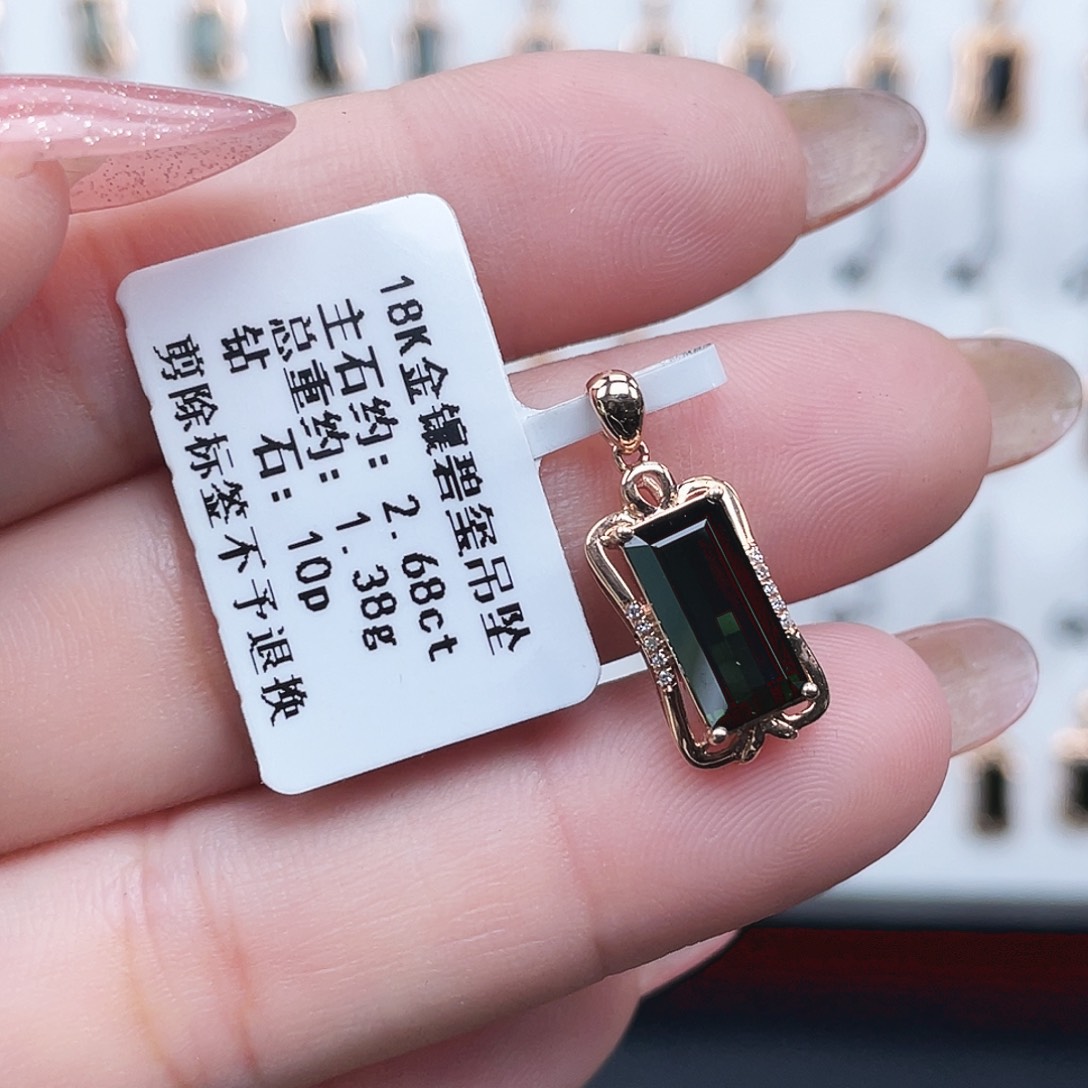 18K金镶碧玺吊坠
主石约: 2.68ct
总重约: 1.38g
钻 石: 10p
剪除标签不予退换